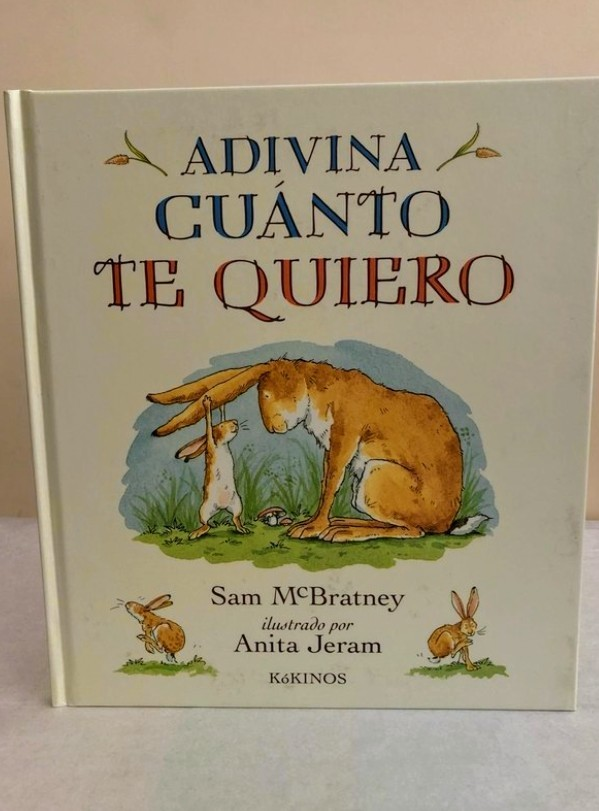 ADIVINA
CUÁNTO
TE QUIERO
Sam McBratney
ilustrado por
Anita Jeram
KóKINOS